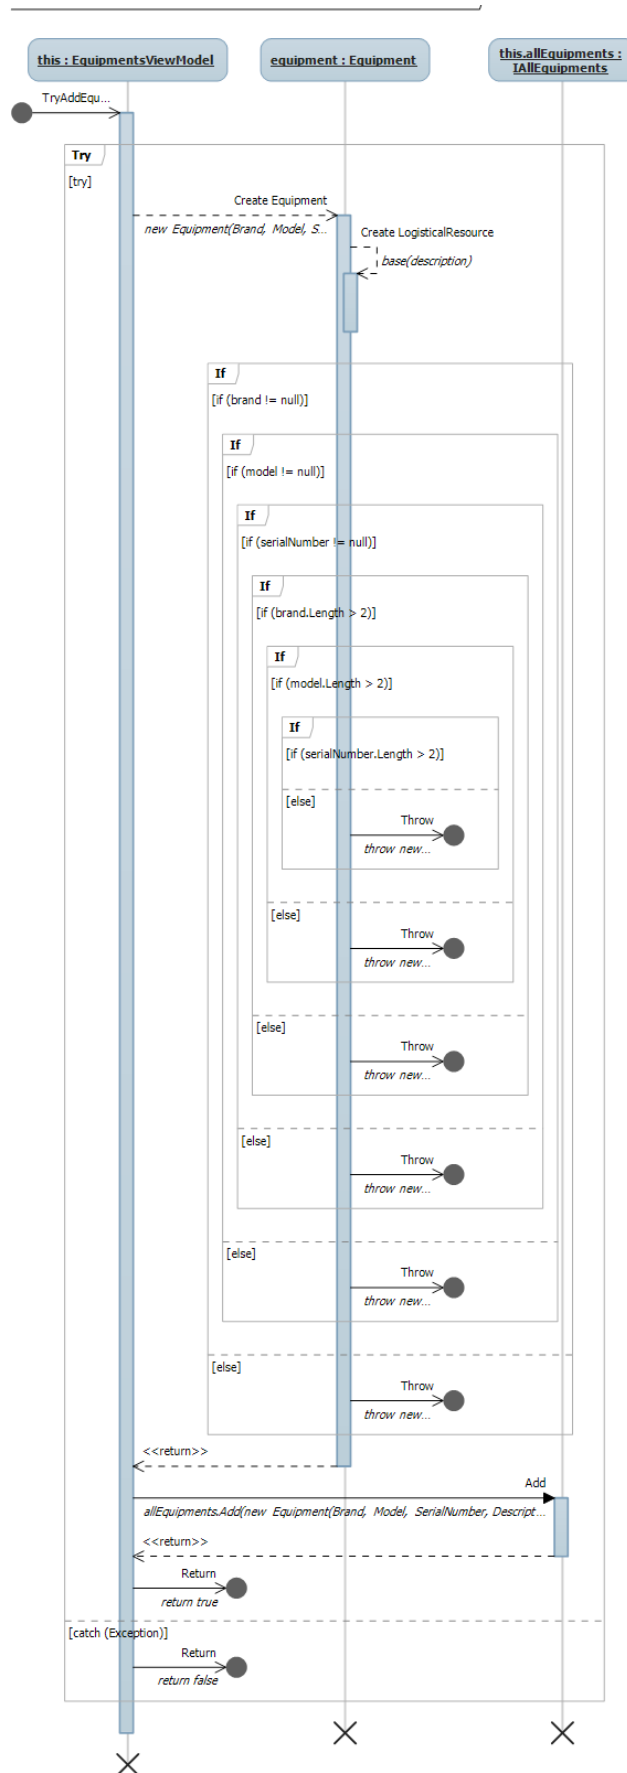 this : EquipmentsViewModel
equipment : Equipment
this.allEquipments :
IAllEquipments
TryAddEqu...
Try
[try]
Create Equipment
new Equipment(Brand, Model, S...
Create LogisticalResource
base(description)
If
[if (brand != null)]
If
[if (model != null)]
If
[if (serialNumber != null)]
If
[if (brand.Length > 2)]
If
[if (model.Length > 2)]
If
[if (serialNumber.Length > 2)]
[else]
Throw
throw new...
[else]
Throw
throw new...
[else]
Throw
throw new...
[else]
Throw
throw new...
[else]
Throw
throw new...
[else]
Throw
throw new...
<<return>>
Add
allEquipments.Add(new Equipment(Brand, Model, SerialNumber, Descript...
<<return>>
Return
return true
[catch (Exception)]
Return
return false